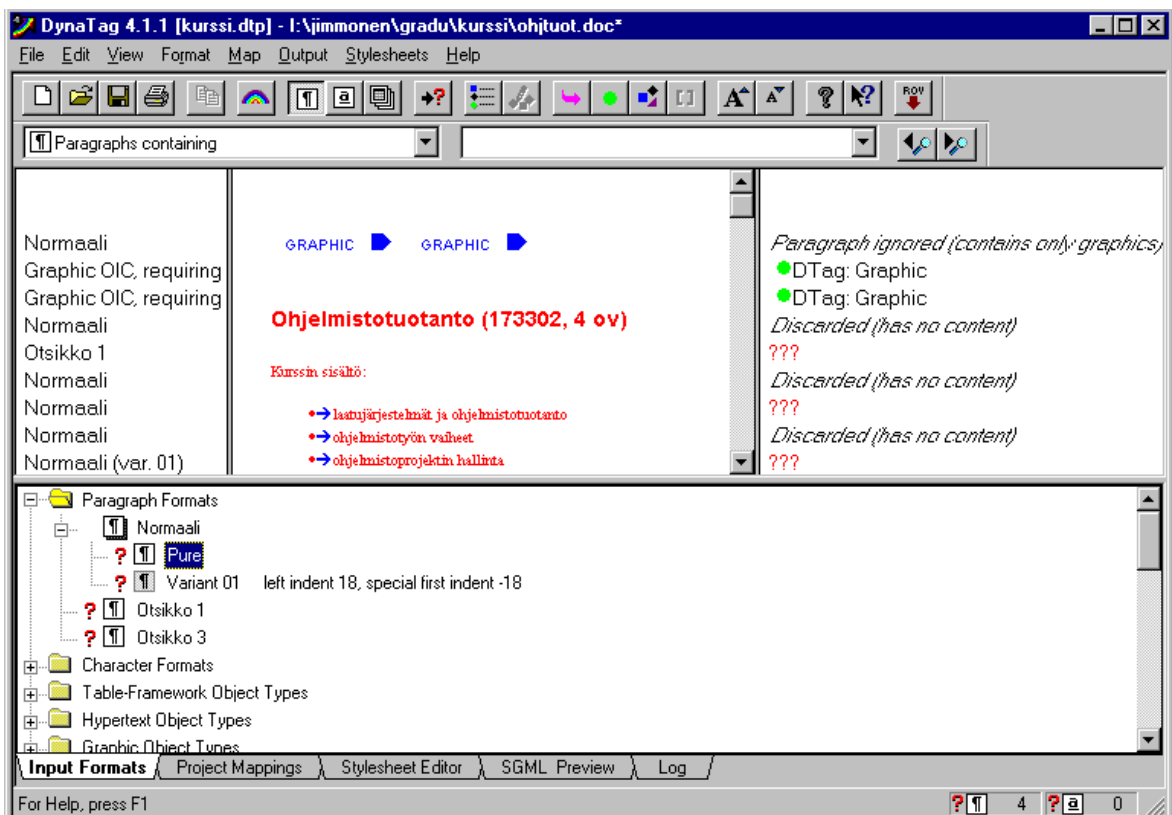 DynaTag 4.1.1 [kurssi.dtp] - I:\jimmonen\gradu\kurssi\ohjtuot.doc*
File Edit View Format Map Output Stylesheets Help
ROV
Paragraphs containing
Normaali
Graphic OIC, requiring
Graphic OIC, requiring
Normaali
Otsikko 1
Normaali
Normaali
Normaali
Normaali (var. 01)
GRAPHIC GRAPHIC
Ohjelmistotuotanto (173302, 4 ov)
Kurssin sisältö:
laatujärjestelmät ja ohjelmistotuotanto
ohjelmistotyön vaiheet
ohjelmistoprojektin hallinta
Paragraph ignored (contains only graphics)
DTag: Graphic
DTag: Graphic
Discarded (has no content)
???
Discarded (has no content)
???
Discarded (has no content)
???
Paragraph Formats
Normaali
? Pure
? Variant 01 left indent 18, special first indent -18
? Otsikko 1
? Otsikko 3
Character Formats
Table-Framework Object Types
Hypertext Object Types
Graphic Object Types
Input Formats Project Mappings Stylesheet Editor SGML Preview Log
For Help, press F1 ? ¶ 4 ? a 0